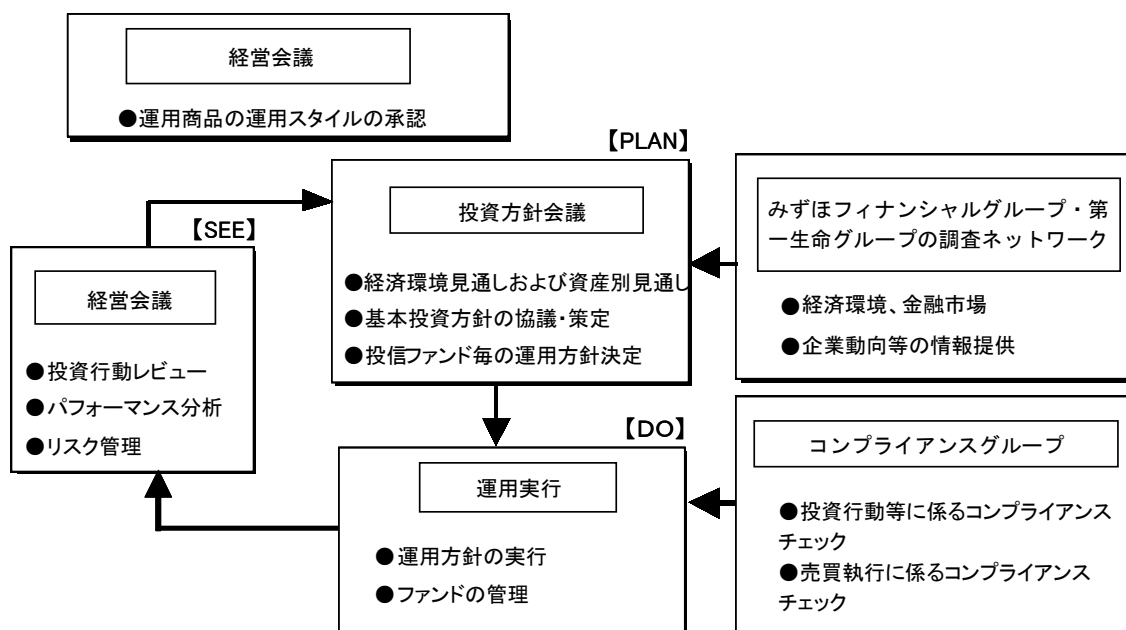 経営会議
●運用商品の運用スタイルの承認
【PLAN】
投資方針会議
●経済環境見通しおよび資産別見通し
●基本投資方針の協議・策定
●投信ファンド毎の運用方針決定
みずほフィナンシャルグループ・第
一生命グループの調査ネットワーク
●経済環境、金融市場
●企業動向等の情報提供
【SEE】
経営会議
●投資行動レビュー
●パフォーマンス分析
●リスク管理
【DO】
運用実行
●運用方針の実行
●ファンドの管理
コンプライアンスグループ
●投資行動等に係るコンプライアンス
チェック
●売買執行に係るコンプライアンス
チェック